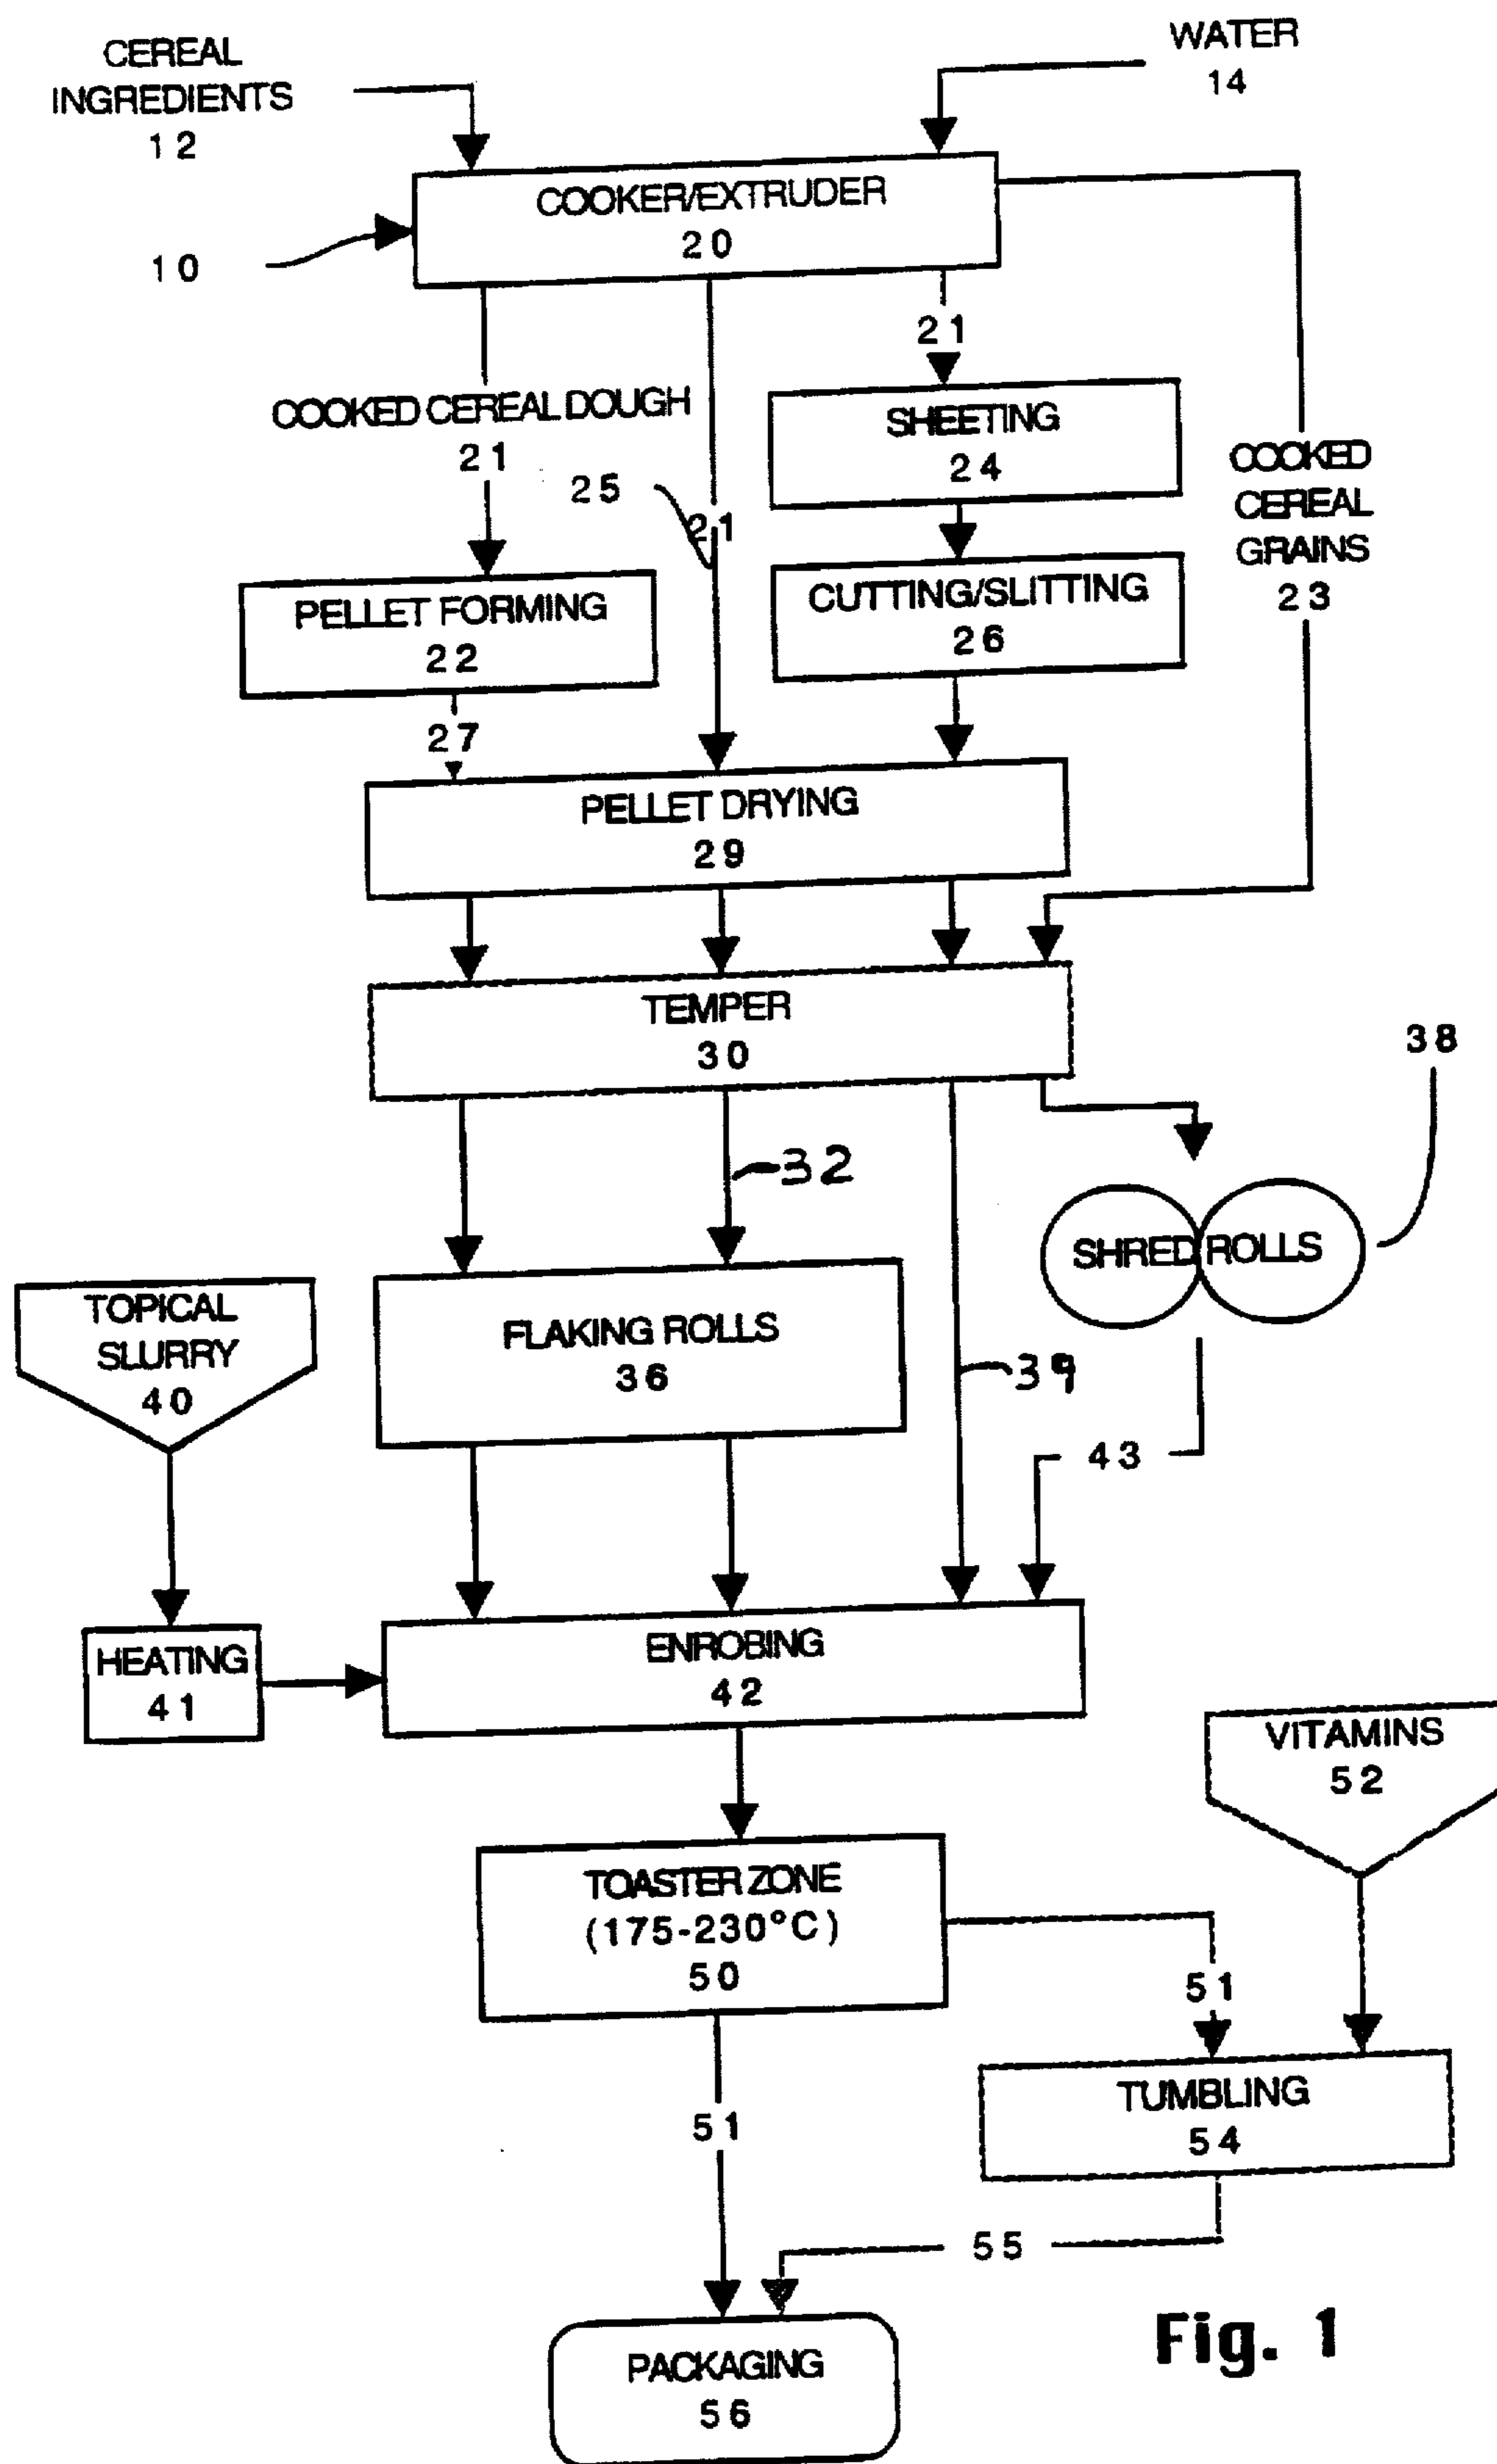 CEREAL
INGREDIENTS
12
WATER
14
COOKER/EXTRUDER
20
10
21
COOKED CEREAL DOUGH
21
25
21
SHEETING
24
COOKED
CEREAL
GRAINS
23
PELLET FORMING
22
CUTTING/SLITTING
26
27
PELLET DRYING
29
TEMPER
30
38
32
SHRED ROLLS
TOPICAL
SLURRY
40
FLAKING ROLLS
36
39
43
HEATING
41
ENROBING
42
VITAMINS
52
TOASTER ZONE
(175-230°C)
50
51
51
TUMBLING
54
55
PACKAGING
56
Fig. 1